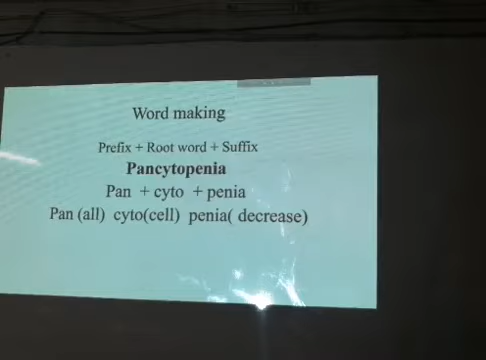 Word making
Prefix + Root word + Suffix
Pancytopenia
Pan + cyto + penia
Pan (all) cyto(cell) penia( decrease)